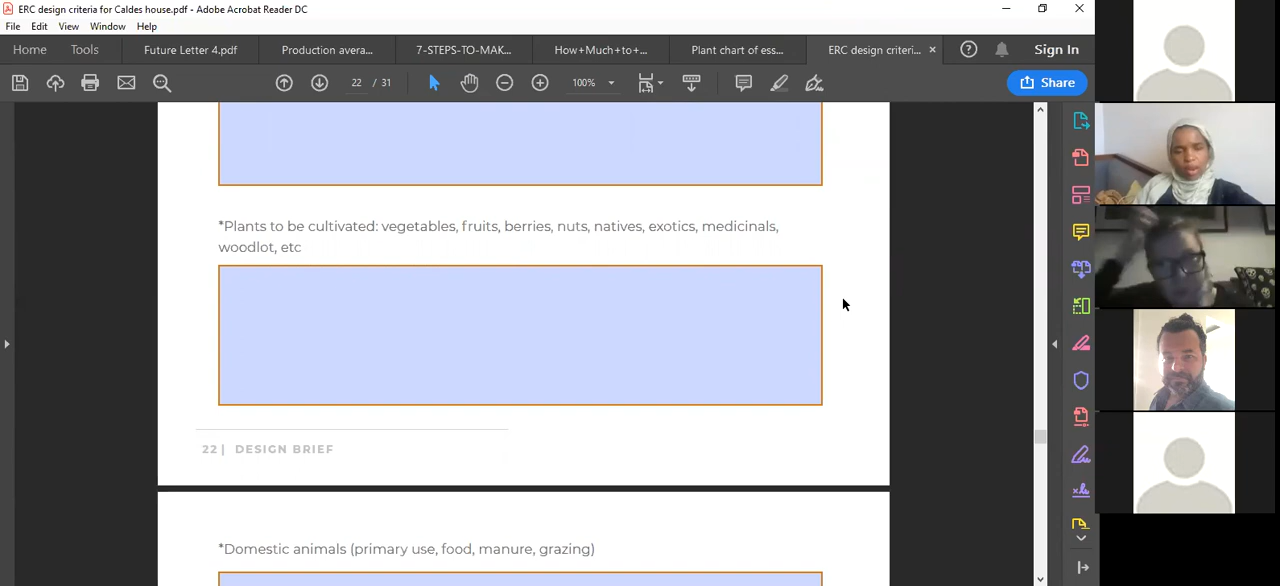 ERC design criteria for Caldes house.pdf - Adobe Acrobat Reader DC
File Edit View Window Help
Home Tools Future Letter 4.pdf Production avera... 7-STEPS-TO-MAK... How+Much+to+... Plant chart of ess... ERC design criteri... × Sign In
22 / 31 100% Share
*Plants to be cultivated: vegetables, fruits, berries, nuts, natives, exotics, medicinals,
woodlot, etc
22 | DESIGN BRIEF
*Domestic animals (primary use, food, manure, grazing)